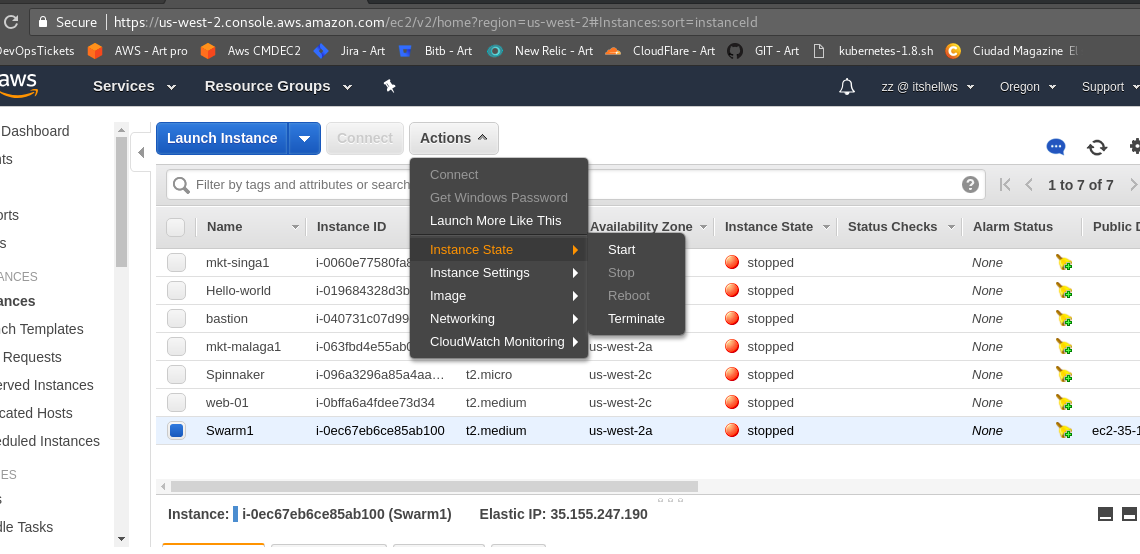 Secure https://us-west-2.console.aws.amazon.com/ec2/v2/home?region=us-west-2#Instances:sort=instanceId
DevOpsTickets AWS - Art pro Aws CMDEC2 Jira - Art Bitb - Art New Relic - Art CloudFlare - Art GIT - Art kubernetes-1.8.sh Ciudad Magazine El
aws Services Resource Groups zz @ itshellws Oregon Support
Dashboard
nts
orts
s
ANCES
ances
nch Templates
Requests
erved Instances
icated Hosts
eduled Instances
ES
s
dle Tasks
Launch Instance Connect Actions
Filter by tags and attributes or search 1 to 7 of 7
Connect
Get Windows Password
Launch More Like This
Instance State
Instance Settings
Image
Networking
CloudWatch Monitoring
Start
Stop
Reboot
Terminate
Name Instance ID Availability Zone Instance State Status Checks Alarm Status Public D
mkt-singa1 i-0060e77580fa8 stopped None
Hello-world i-019684328d3b stopped None
bastion i-040731c07d99 stopped None
mkt-malaga1 i-063fbd4e55ab0 us-west-2a stopped None
Spinnaker i-096a3296a85a4aa… t2.micro us-west-2c stopped None
web-01 i-0bffa6a4fdee73d34 t2.medium us-west-2c stopped None
Swarm1 i-0ec67eb6ce85ab100 t2.medium us-west-2a stopped None ec2-35-1
Instance: i-0ec67eb6ce85ab100 (Swarm1) Elastic IP: 35.155.247.190